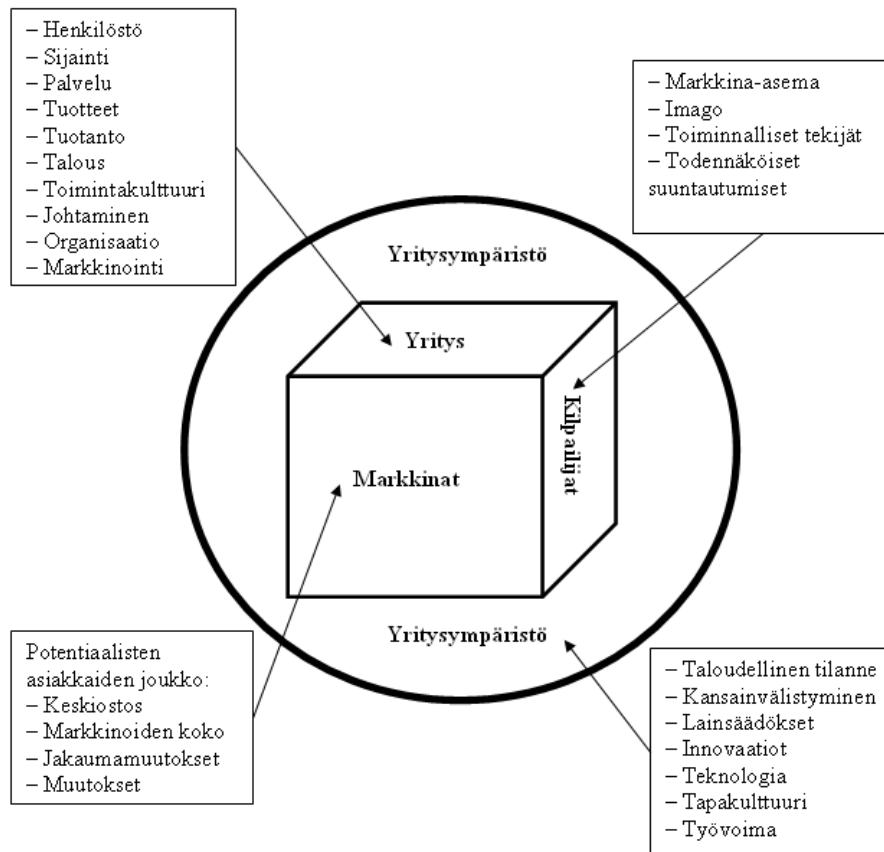 – Henkilöstö
– Sijainti
– Palvelu
– Tuotteet
– Tuotanto
– Talous
– Toimintakulttuuri
– Johtaminen
– Organisaatio
– Markkinointi
– Markkina-asema
– Imago
– Toiminnalliset tekijät
– Todennäköiset
suuntautumiset
Yritysympäristö
Yritys
Kilpailijat
Markkinat
Yritysympäristö
Potentiaalisten
asiakkaiden joukko:
– Keskiostos
– Markkinoiden koko
– Jakaumamuutokset
– Muutokset
– Taloudellinen tilanne
– Kansainvälistyminen
– Lainsäädökset
– Innovaatiot
– Teknologia
– Tapakulttuuri
– Työvoima